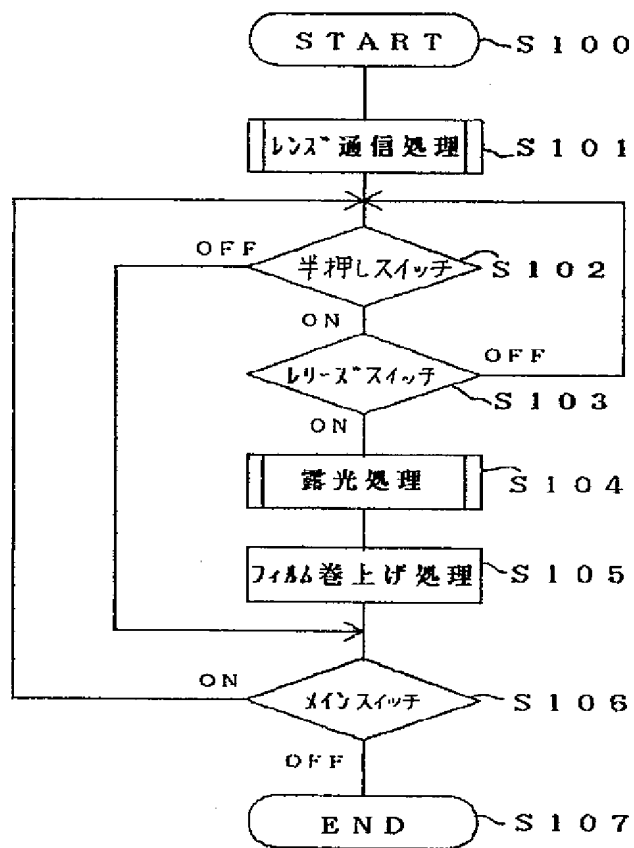 START S100
レンズ通信処理 S101
OFF
半押しスイッチ S102
ON
OFF
レリーズスイッチ S103
ON
露光処理 S104
フィルム巻上げ処理 S105
ON
メインスイッチ S106
OFF
END S107